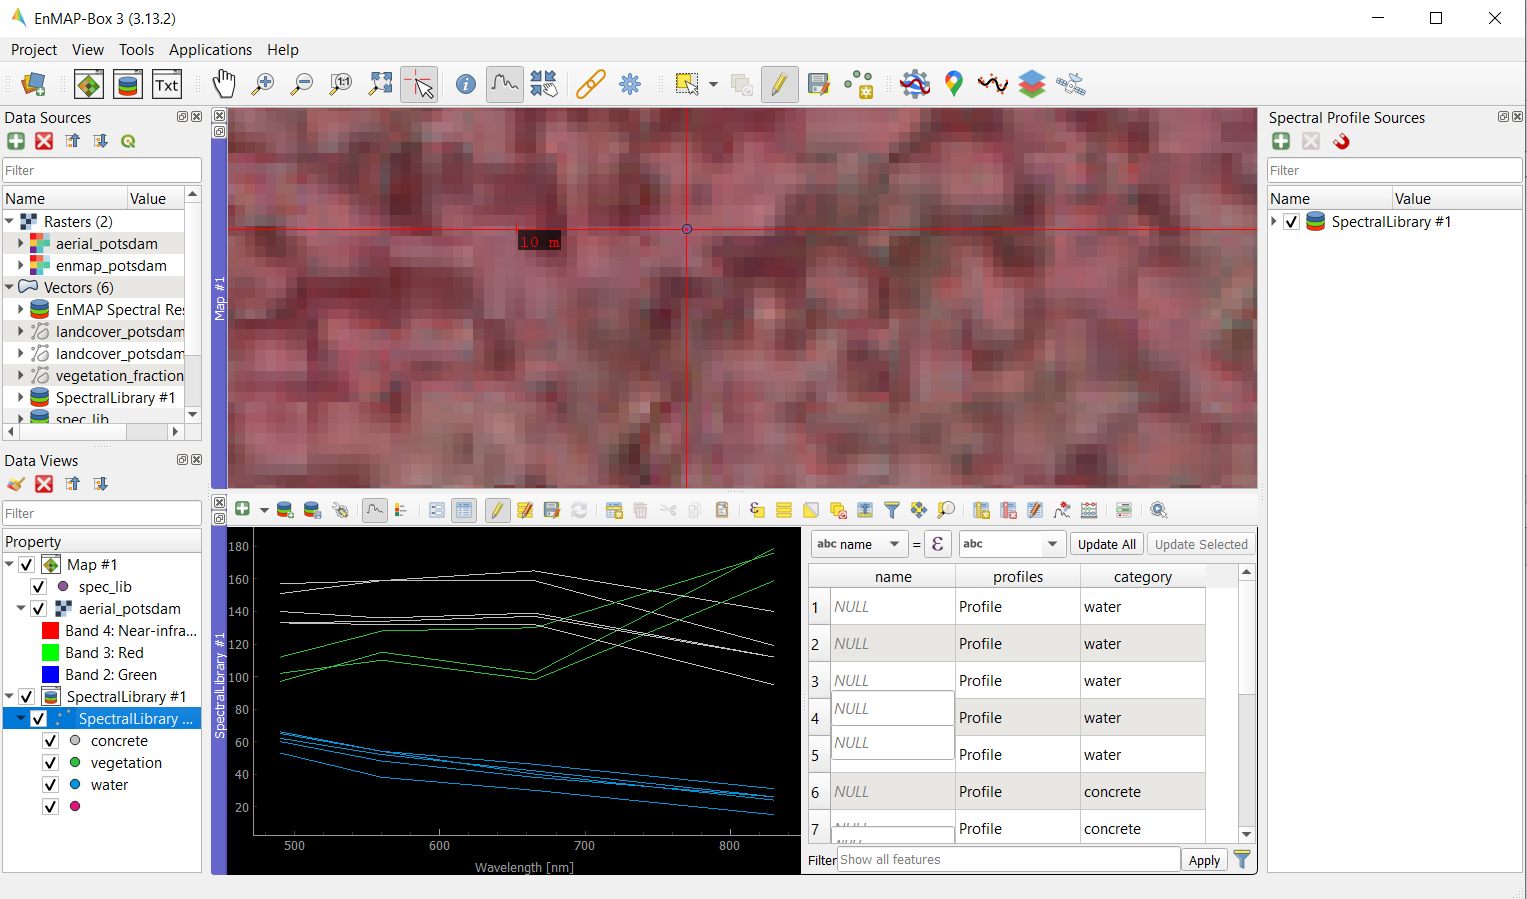 EnMAP-Box 3 (3.13.2)
Project View Tools Applications Help
1:1
Txt
Data Sources
Filter
Name Value
Rasters (2)
aerial_potsdam
enmap_potsdam
Vectors (6)
EnMAP Spectral Res
landcover_potsdam
landcover_potsdam
vegetation_fraction
SpectralLibrary #1
spec_lib
Data Views
Filter
Property
Map #1
spec_lib
aerial_potsdam
Band 4: Near-infra...
Band 3: Red
Band 2: Green
SpectralLibrary #1
SpectralLibrary ...
concrete
vegetation
water
Map #1
10 m
SpectralLibrary #1
180
160
140
120
100
80
60
40
20
500 600 700 800
Wavelength [nm]
abc name = ε abc Update All Update Selected
name profiles category
1 NULL Profile water
2 NULL Profile water
3 NULL Profile water
4 NULL Profile water
5 NULL Profile water
6 NULL Profile concrete
7 NULL Profile concrete
NULL
Filter Show all features Apply
Spectral Profile Sources
Filter
Name Value
SpectralLibrary #1